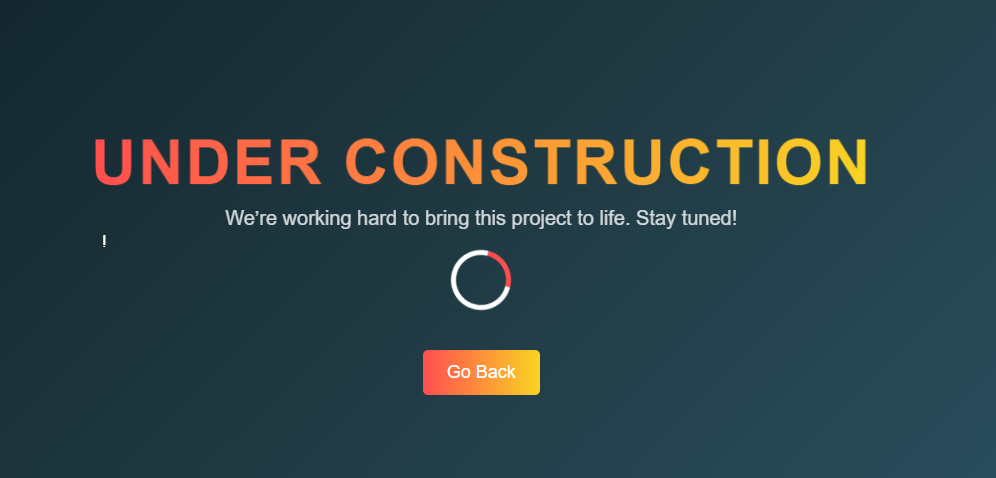 UNDER CONSTRUCTION
We’re working hard to bring this project to life. Stay tuned!
!
Go Back